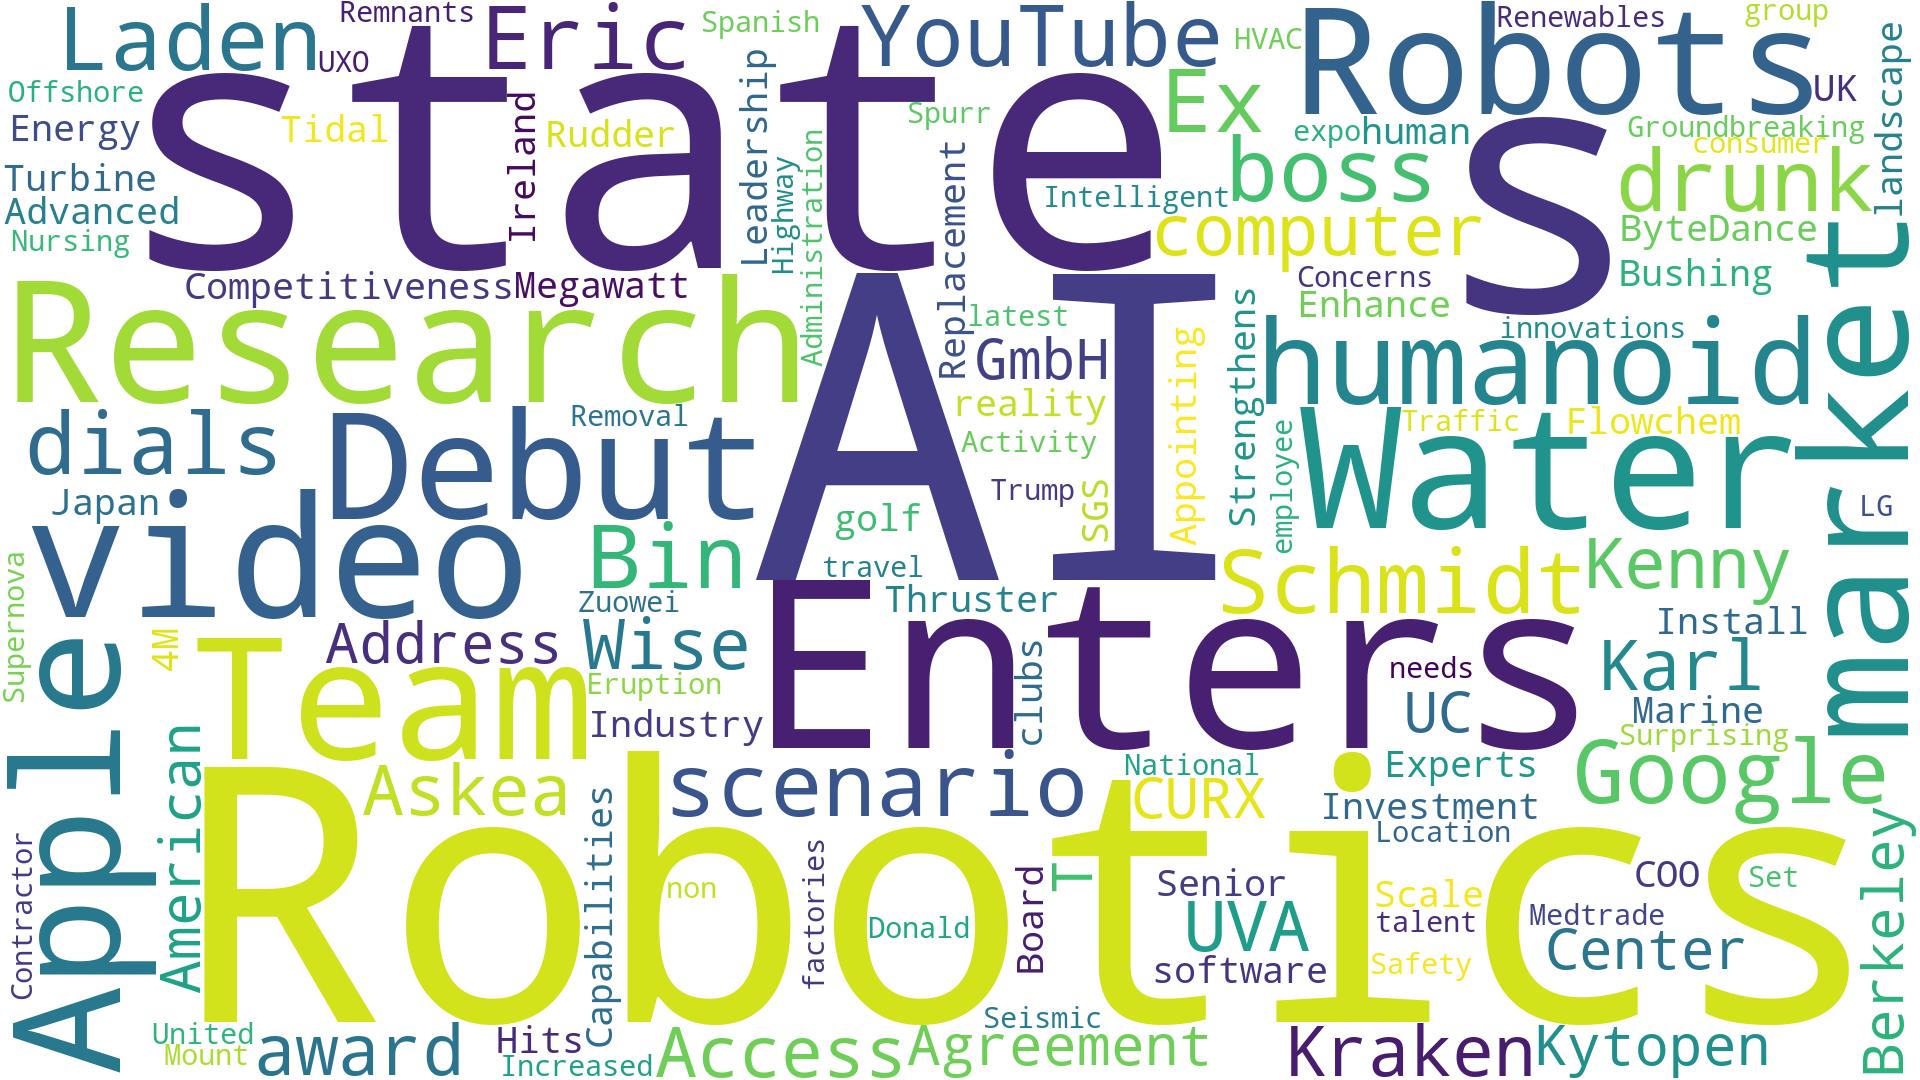 Laden
Remnants
UXO
Eric
Spanish
YouTube
HVAC
Robots
Renewables
group
UK
landscape
Offshore
Energy
Tidal
state
Ireland
Rudder
Leadership
Highway
Administration
Spurr
Ex
expo
human
s
Groundbreaking
consumer
drunk
boss
Turbine
Advanced
Nursing
Replacement
Intelligent
computer
ByteDance
Bushing
Concerns
Enhance
Competitiveness
Megawatt
Research
AI
latest
GmbH
reality
Activity
Appointing
Strengthens
innovations
humanoid
market
dials
Debut
Removal
Trump
SGS
employee
Water
Traffic
Flowchem
LG
Japan
video
Bin
golf
travel
Schmidt
Kenny
Supernova
4M
Apple
Zuowei
Address
Wise
Thruster
Enters
Install
Karl
Team
Eruption
Industry
clubs
needs
UC
Marine
Surprising
American
Askea
scenario
National
CURX
Experts
Investment
Location
Google
Berkeley
Contractor
Robotics
Capabilities
non
factories
Donald
Board
T
Senior
UVA
software
Scale
talent
Safety
COO
Set
Medtrade
Center
United
Mount
award
Hits
Increased
Access
Seismic
Agreement
Kraken
Kytopen